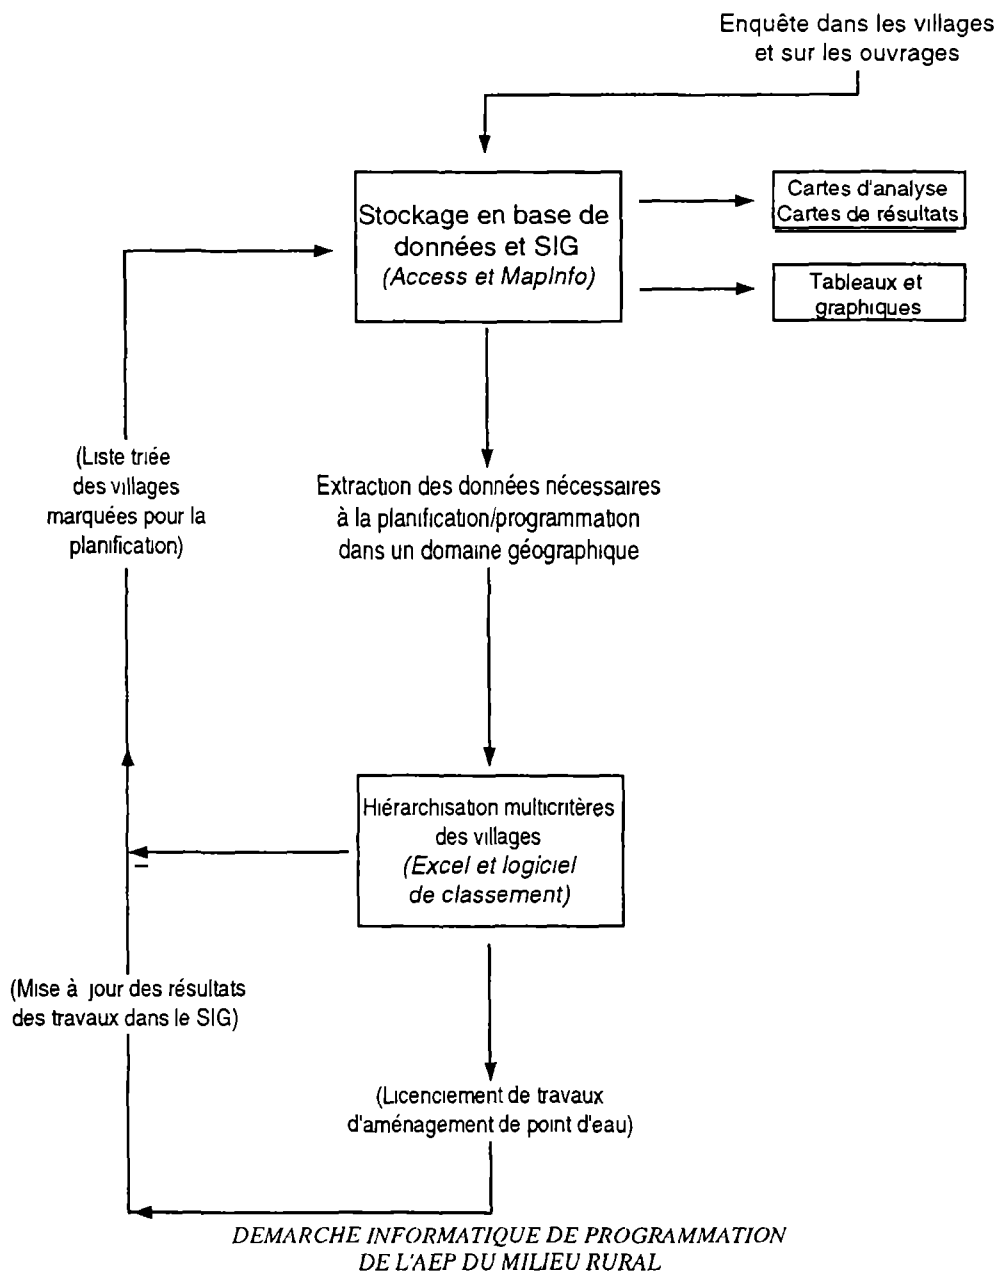 Enquête dans les villages
et sur les ouvrages
Stockage en base de
données et SIG
(Access et MapInfo)
Cartes d'analyse
Cartes de résultats
Tableaux et
graphiques
(Liste triée
des villages
marquées pour la
planification)
Extraction des données nécessaires
à la planification/programmation
dans un domaine géographique
Hiérarchisation multicritères
des villages
(Excel et logiciel
de classement)
(Mise à jour des résultats
des travaux dans le SIG)
(Licenciement de travaux
d'aménagement de point d'eau)
DEMARCHE INFORMATIQUE DE PROGRAMMATION
DE L'AEP DU MILIEU RURAL